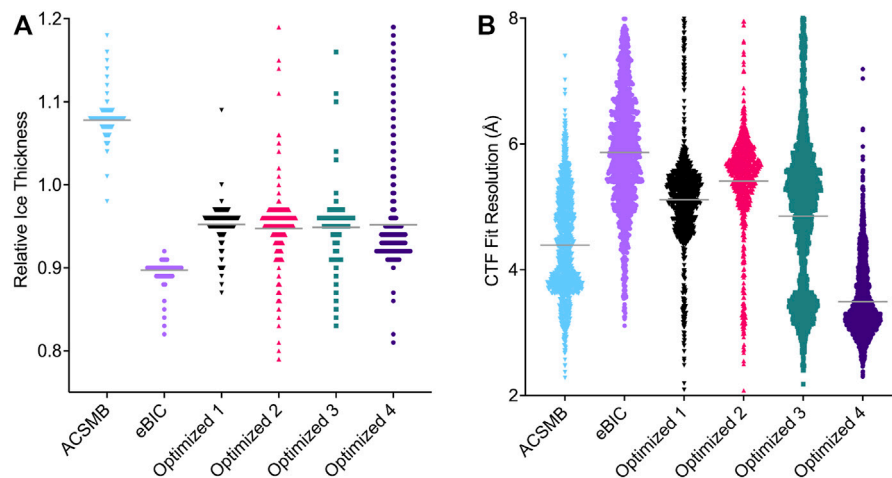 A
Relative Ice Thickness
1.2
1.1
1.0
0.9
0.8
ACSMB
eBIC
Optimized 1
Optimized 2
Optimized 3
Optimized 4
B
CTF Fit Resolution (Å)
8
6
4
2
ACSMB
eBIC
Optimized 1
Optimized 2
Optimized 3
Optimized 4